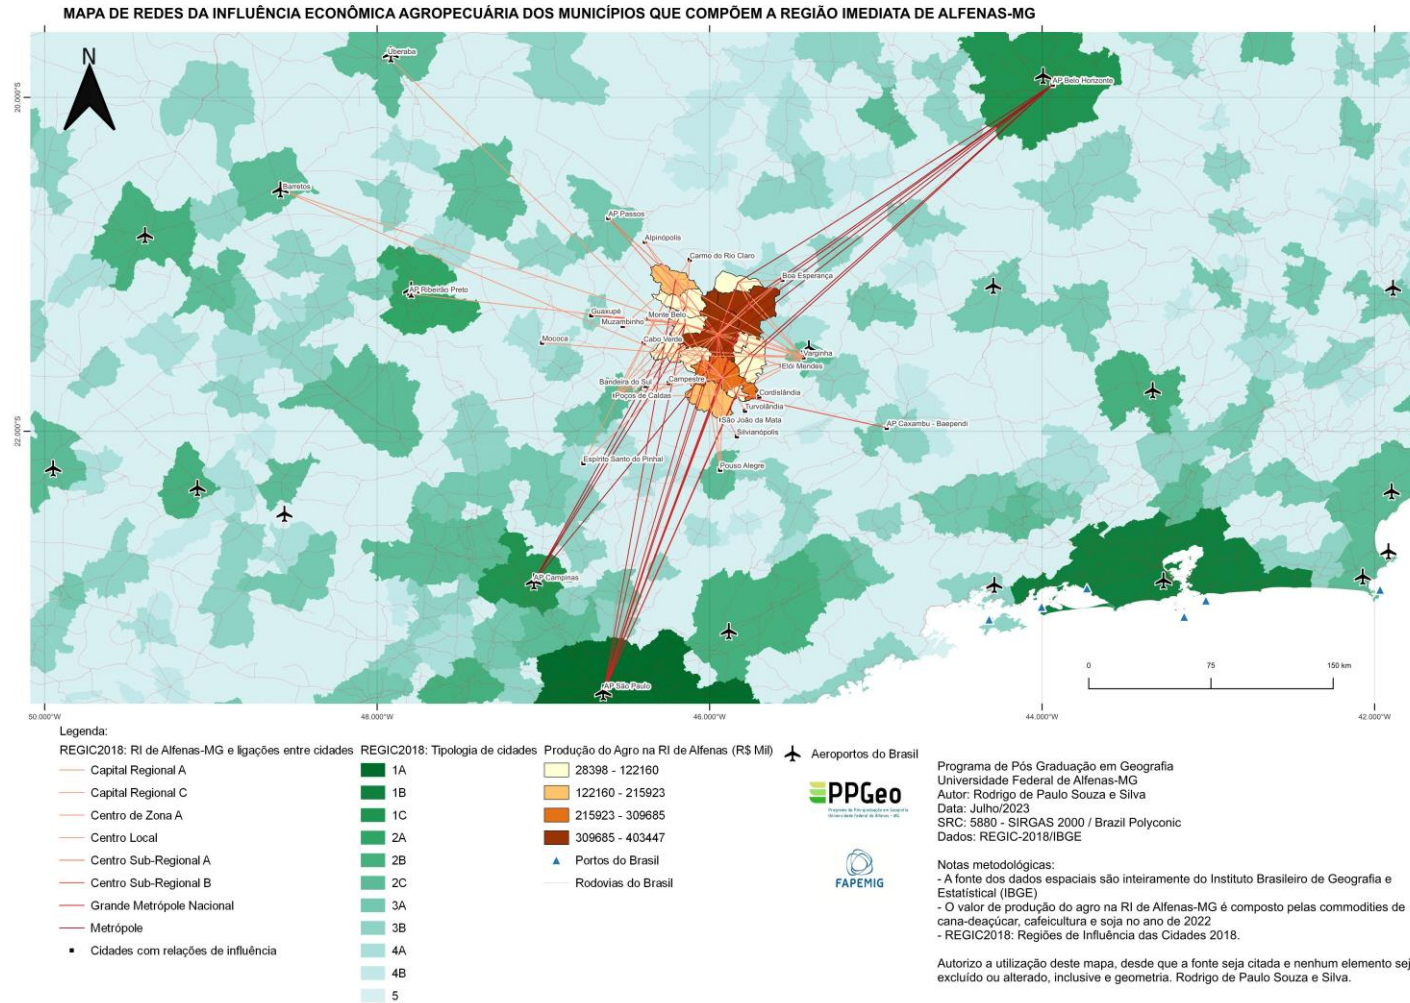 MAPA DE REDES DA INFLUÊNCIA ECONÔMICA AGROPECUÁRIA DOS MUNICÍPIOS QUE COMPÕEM A REGIÃO IMEDIATA DE ALFENAS-MG
N
Uberaba
AP Belo Horizonte
20.000°S
Barretos
AP Passos
Alpinópolis
Carmo do Rio Claro
Boa Esperança
AP Ribeirão Preto
Guaxupé
Monte Belo
Muzambinho
Mococa
Cabo Verde
Varginha
Elói Mendes
Bandeira do Sul
Campestre
Poços de Caldas
Cordislândia
Turvolândia
São João da Mata
AP Caxambu - Baependi
22.000°S
Silvianópolis
Espírito Santo do Pinhal
Pouso Alegre
AP Campinas
AP São Paulo
0 75 150 km
50.000°W 48.000°W 46.000°W 44.000°W 42.000°W
Legenda:
REGIC2018: RI de Alfenas-MG e ligações entre cidades
Capital Regional A
Capital Regional C
Centro de Zona A
Centro Local
Centro Sub-Regional A
Centro Sub-Regional B
Grande Metrópole Nacional
Metrópole
Cidades com relações de influência
REGIC2018: Tipologia de cidades
1A
1B
1C
2A
2B
2C
3A
3B
4A
4B
5
Produção do Agro na RI de Alfenas (R$ Mil)
28398 - 122160
122160 - 215923
215923 - 309685
309685 - 403447
Portos do Brasil
Rodovias do Brasil
Aeroportos do Brasil
PPGeo
FAPEMIG
Programa de Pós Graduação em Geografia
Universidade Federal de Alfenas-MG
Autor: Rodrigo de Paulo Souza e Silva
Data: Julho/2023
SRC: 5880 - SIRGAS 2000 / Brazil Polyconic
Dados: REGIC-2018/IBGE
Notas metodológicas:
- A fonte dos dados espaciais são inteiramente do Instituto Brasileiro de Geografia e
Estatístical (IBGE)
- O valor de produção do agro na RI de Alfenas-MG é composto pelas commodities de
cana-deaçúcar, cafeicultura e soja no ano de 2022
- REGIC2018: Regiões de Influência das Cidades 2018.
Autorizo a utilização deste mapa, desde que a fonte seja citada e nenhum elemento sej
excluído ou alterado, inclusive e geometria. Rodrigo de Paulo Souza e Silva.